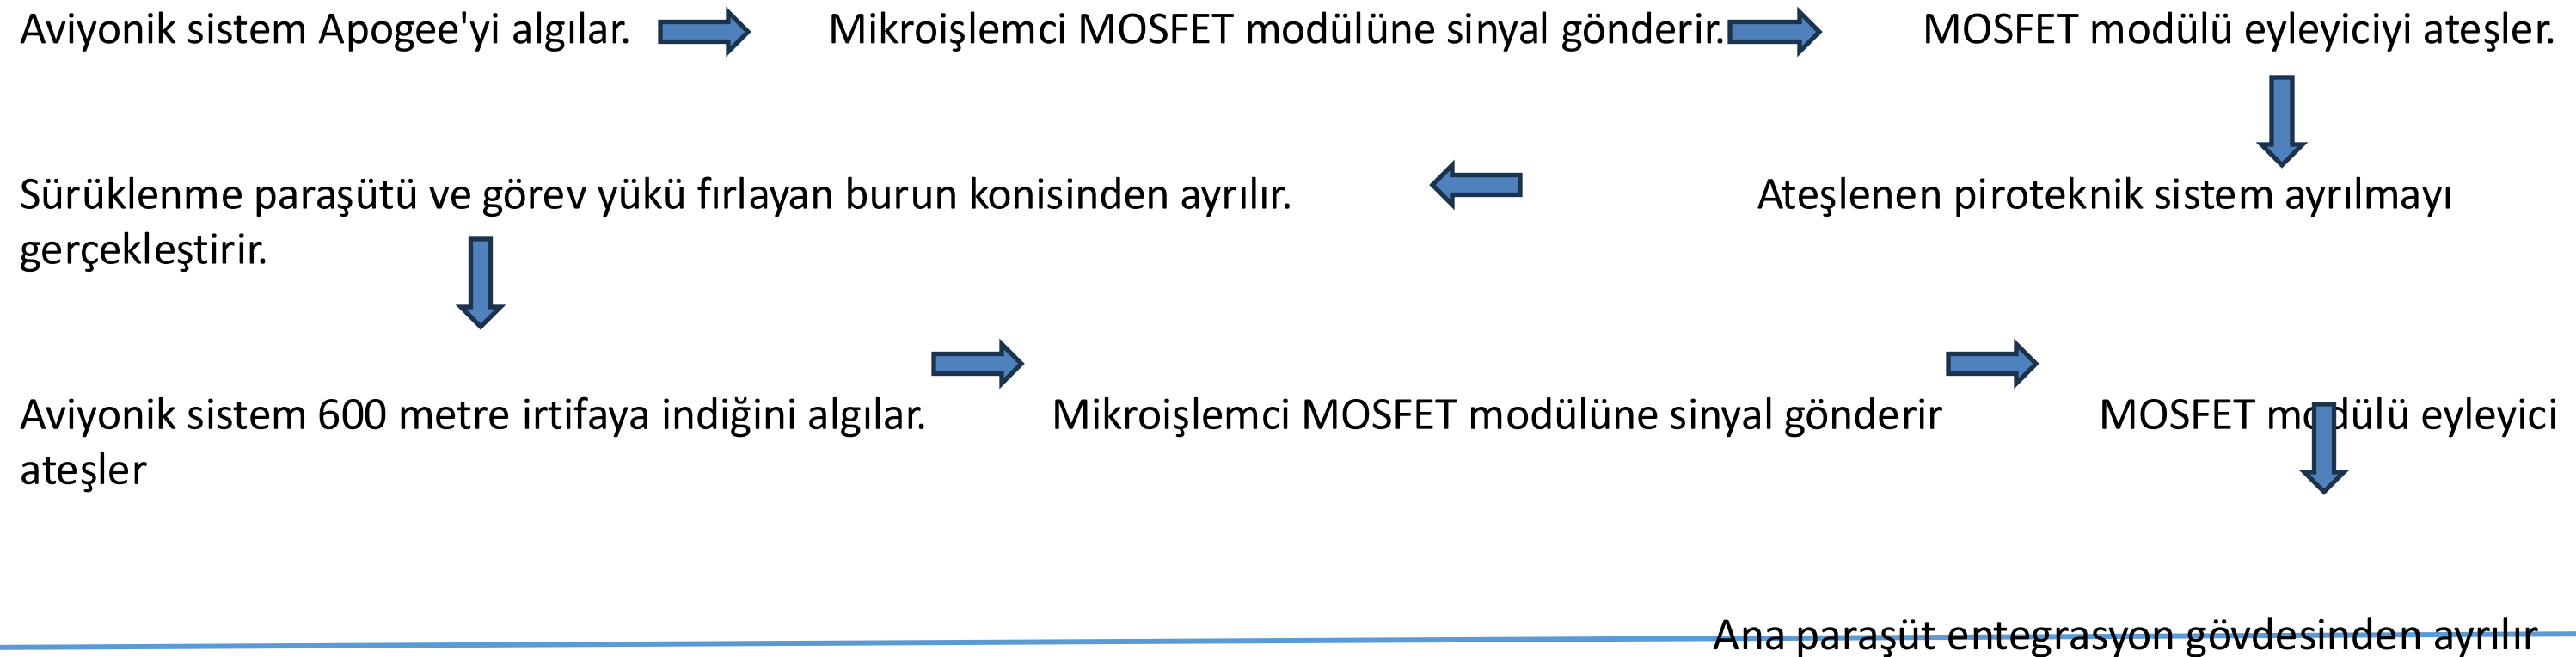 Aviyonik sistem Apogee'yi algılar. Mikroişlemci MOSFET modülüne sinyal gönderir. MOSFET modülü eyleyiciyi ateşler.
Sürüklenme paraşütü ve görev yükü fırlayan burun konisinden ayrılır. Ateşlenen piroteknik sistem ayrılmayı
gerçekleştirir.
Aviyonik sistem 600 metre irtifaya indiğini algılar. Mikroişlemci MOSFET modülüne sinyal gönderir MOSFET modülü eyleyici
ateşler
Ana paraşüt entegrasyon gövdesinden ayrılır